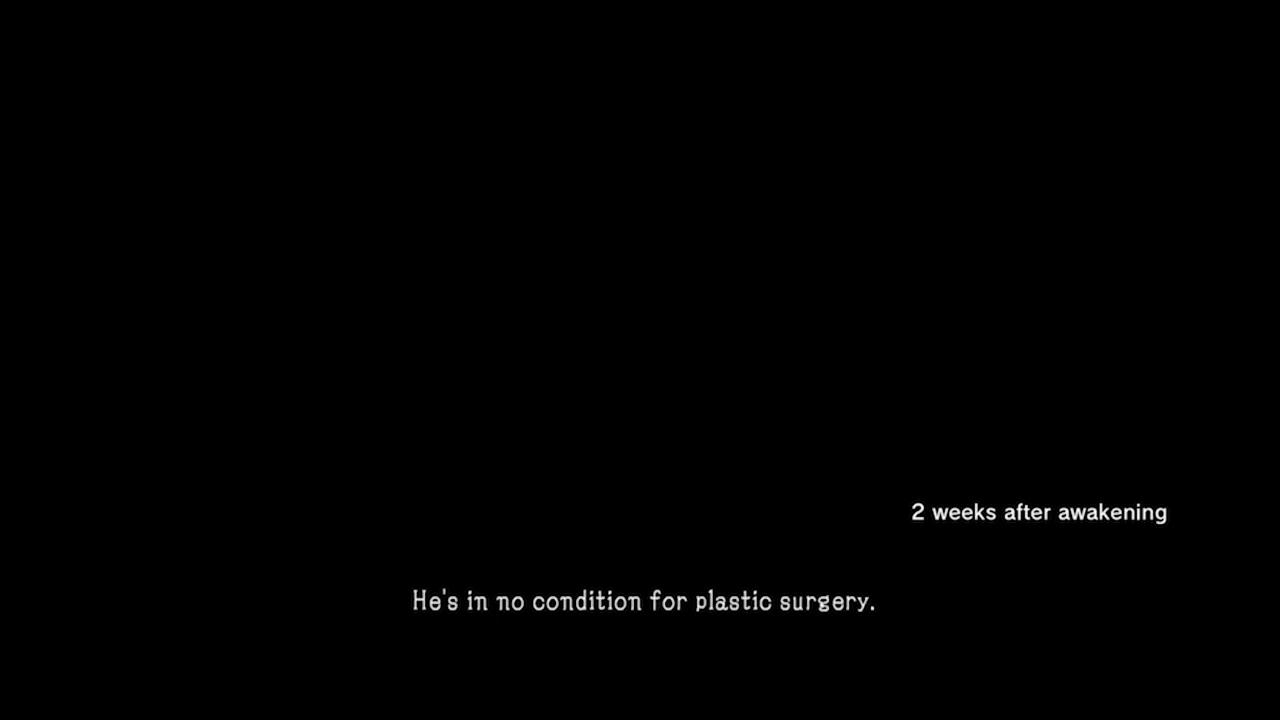 2 weeks after awakening
He's in no condition for plastic surgery.